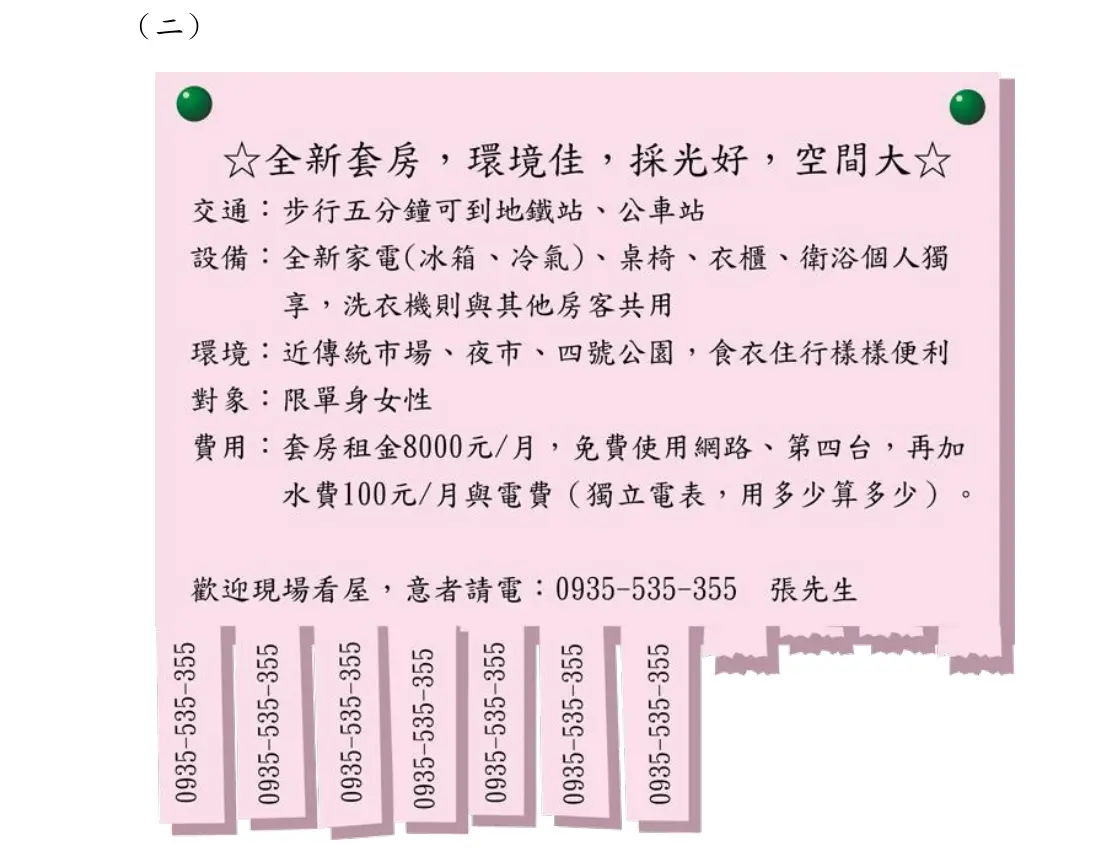 （二）
☆全新套房，環境佳，採光好，空間大☆
交通：步行五分鐘可到地鐵站、公車站
設備：全新家電(冰箱、冷氣)、桌椅、衣櫃、衛浴個人獨
享，洗衣機則與其他房客共用
環境：近傳統市場、夜市、四號公園，食衣住行樣樣便利
對象：限單身女性
費用：套房租金8000元/月，免費使用網路、第四台，再加
水費100元/月與電費（獨立電表，用多少算多少）。
歡迎現場看屋，意者請電：0935-535-355 張先生
0935-535-355
0935-535-355
0935-535-355
0935-535-355
0935-535-355
0935-535-355
0935-535-355